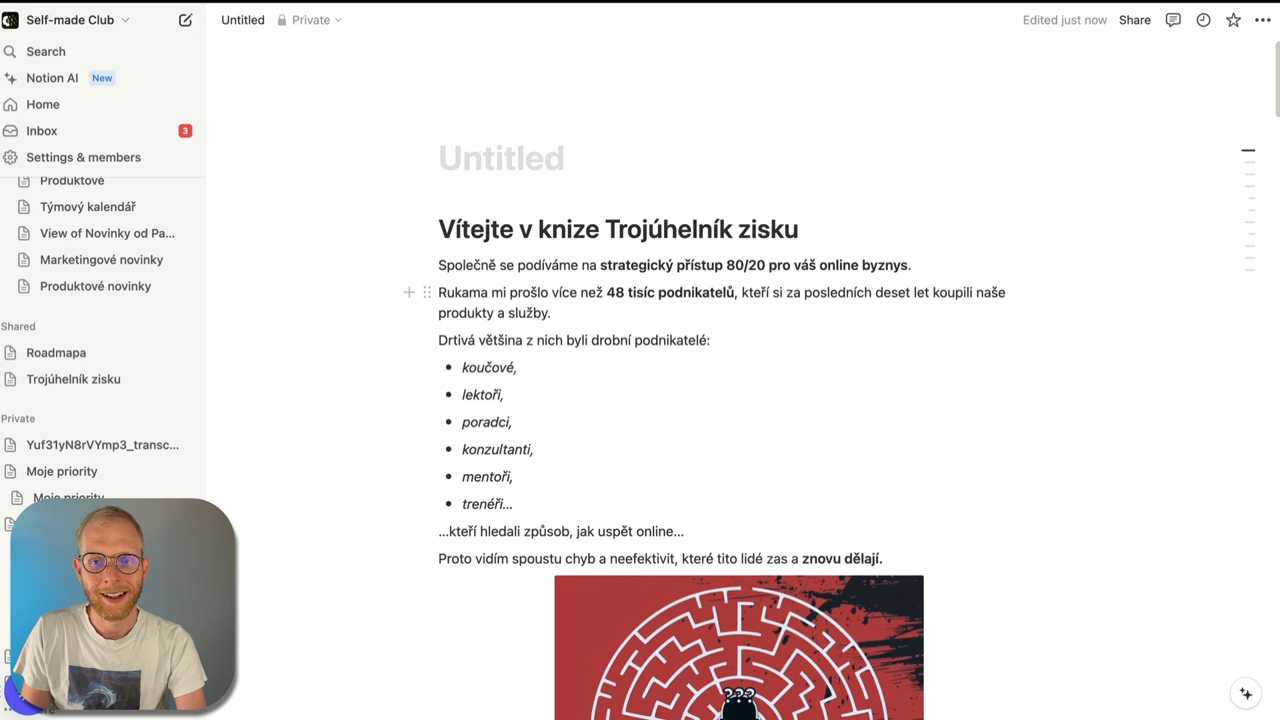 Self-made Club
Search
Notion AI New
Home
Inbox 3
Settings & members
Produktové
Týmový kalendář
View of Novinky od Pa...
Marketingové novinky
Produktové novinky
Shared
Roadmapa
Trojúhelník zisku
Private
Yuf31yN8rVYmp3_transc...
Moje priority
Moje priority
Untitled Private
Edited just now Share
Untitled
Vítejte v knize Trojúhelník zisku
Společně se podíváme na strategický přístup 80/20 pro váš online byznys.
Rukama mi prošlo více než 48 tisíc podnikatelů, kteří si za posledních deset let koupili naše
produkty a služby.
Drtivá většina z nich byli drobní podnikatelé:
• koučové,
• lektoři,
• poradci,
• konzultanti,
• mentoři,
• trenéři...
...kteří hledali způsob, jak uspět online...
Proto vidím spoustu chyb a neefektivit, které tito lidé zas a znovu dělají.
???